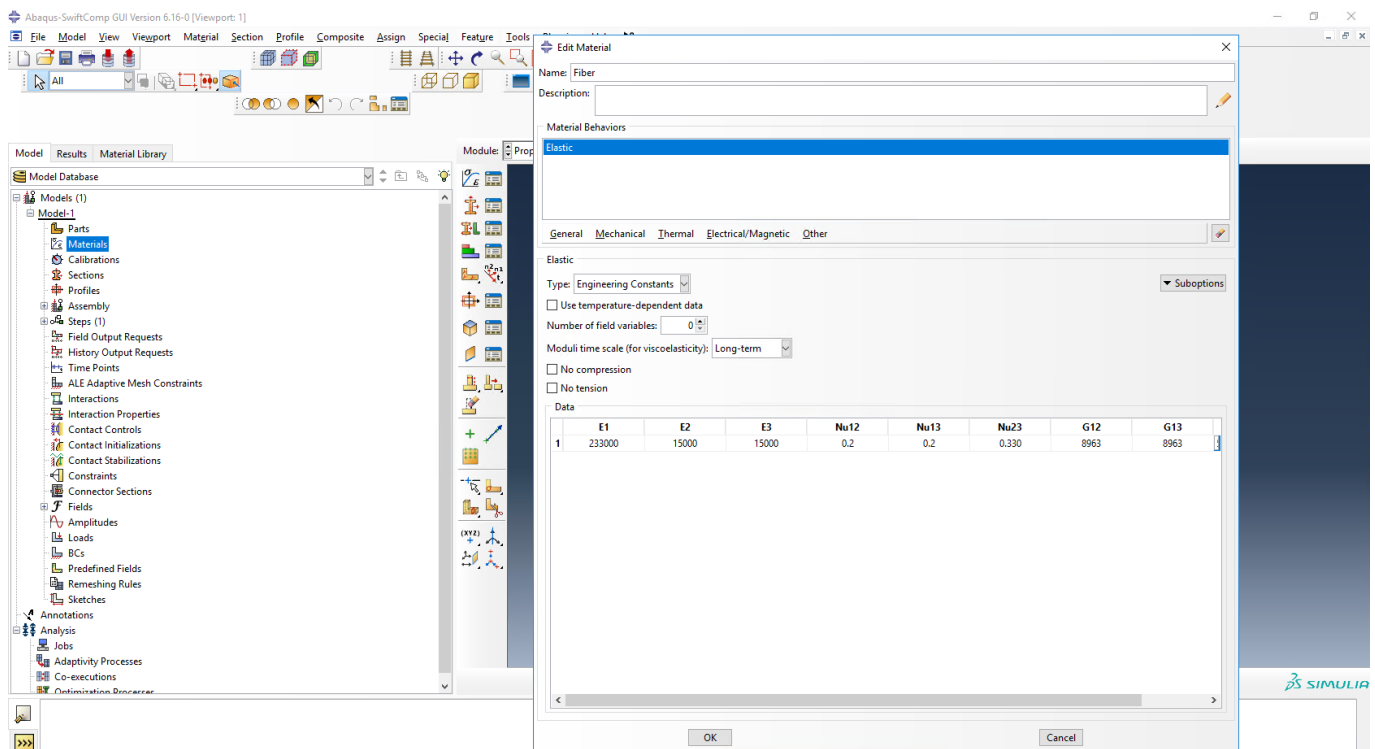 Abaqus-SwiftComp GUI Version 6.16-0 [Viewport: 1]
File Model View Viewport Material Section Profile Composite Assign Special Feature Tools
All
Model Results Material Library
Module: Prop
Model Database
Models (1)
Model-1
Parts
Materials
Calibrations
Sections
Profiles
Assembly
Steps (1)
Field Output Requests
History Output Requests
Time Points
ALE Adaptive Mesh Constraints
Interactions
Interaction Properties
Contact Controls
Contact Initializations
Contact Stabilizations
Constraints
Connector Sections
Fields
Amplitudes
Loads
BCs
Predefined Fields
Remeshing Rules
Sketches
Annotations
Analysis
Jobs
Adaptivity Processes
Co-executions
Optimization Processes
(XYZ)
Edit Material
Name: Fiber
Description:
Material Behaviors
Elastic
General Mechanical Thermal Electrical/Magnetic Other
Elastic
Type: Engineering Constants
Suboptions
Use temperature-dependent data
Number of field variables: 0
Moduli time scale (for viscoelasticity): Long-term
No compression
No tension
Data
E1 E2 E3 Nu12 Nu13 Nu23 G12 G13
1 233000 15000 15000 0.2 0.2 0.330 8963 8963
OK Cancel
SIMULIA
>>>